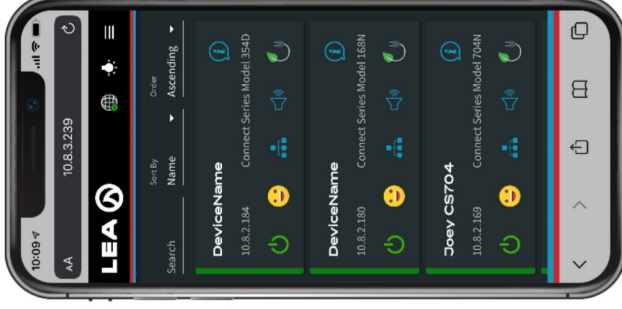 10:09
AA
10.8.3.239
LEA
Search
Sort By
Name
Order
Ascending
DeviceName
10.8.2.184
Connect Series Model 354D
DeviceName
10.8.2.180
Connect Series Model 168N
Joey CS704
10.8.2.169
Connect Series Model 704N